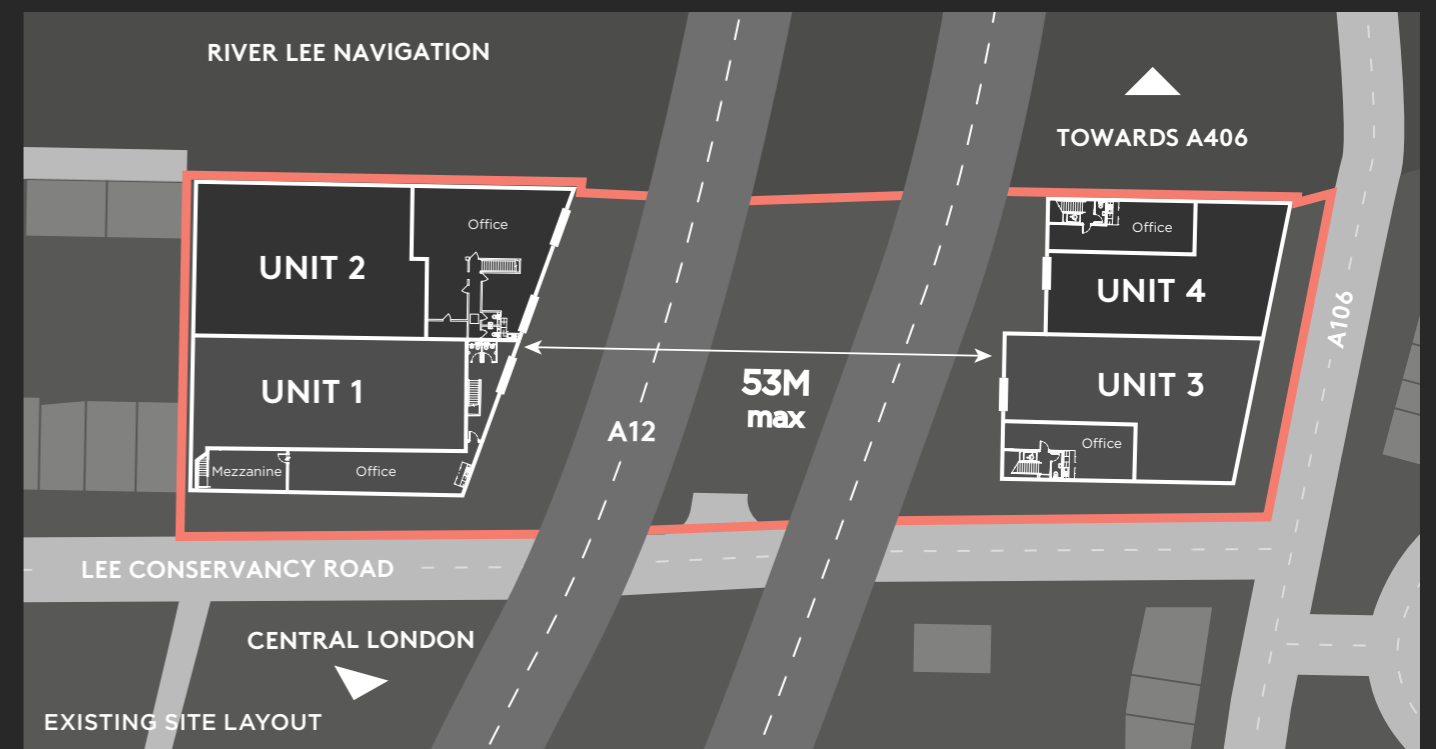 RIVER LEE NAVIGATION
TOWARDS A406
Office
Office
UNIT 2
UNIT 4
A106
UNIT 1
53M
max
UNIT 3
A12
Office
Mezzanine
Office
LEE CONSERVANCY ROAD
CENTRAL LONDON
EXISTING SITE LAYOUT